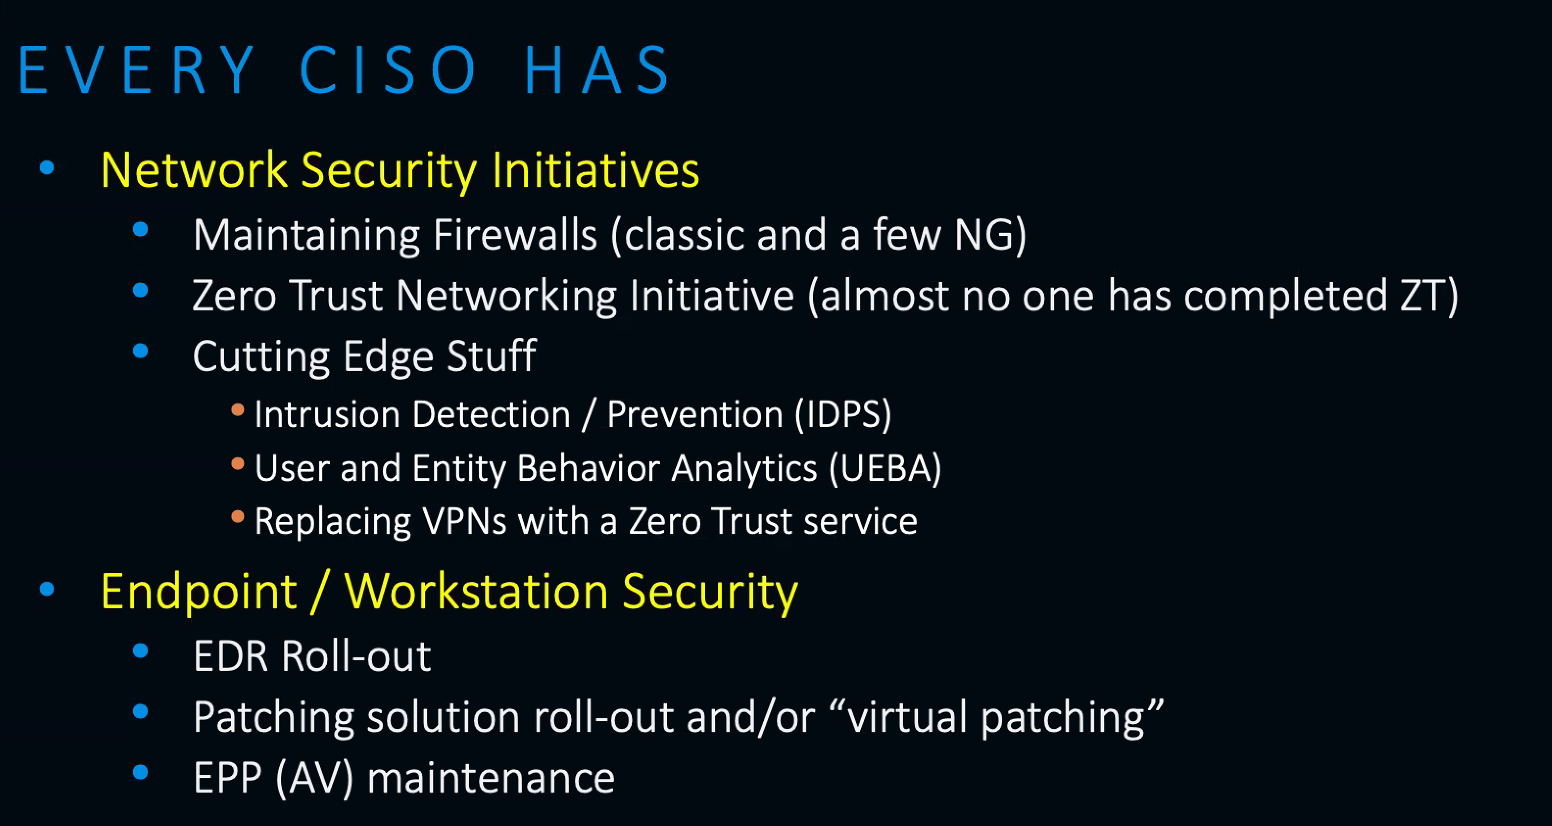 EVERY CISO HAS
• Network Security Initiatives
• Maintaining Firewalls (classic and a few NG)
• Zero Trust Networking Initiative (almost no one has completed ZT)
• Cutting Edge Stuff
• Intrusion Detection / Prevention (IDPS)
• User and Entity Behavior Analytics (UEBA)
• Replacing VPNs with a Zero Trust service
• Endpoint / Workstation Security
• EDR Roll-out
• Patching solution roll-out and/or “virtual patching”
• EPP (AV) maintenance